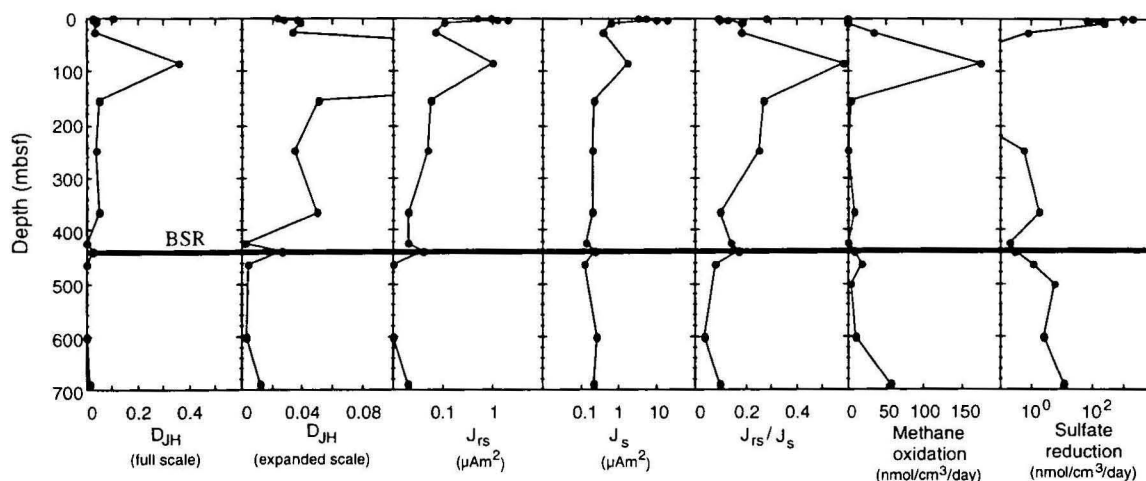 0
100
200
300
400
500
600
700
Depth (mbsf)
BSR
0 0.2 0.4 0 0.04 0.08 0.1 1 0.1 1 10 0 0.2 0.4 0 50 100 150 10⁰ 10²
D_JH D_JH J_rs J_s J_rs / J_s Methane Sulfate
(full scale) (expanded scale) (µAm²) (µAm²) oxidation reduction
(nmol/cm³/day) (nmol/cm³/day)